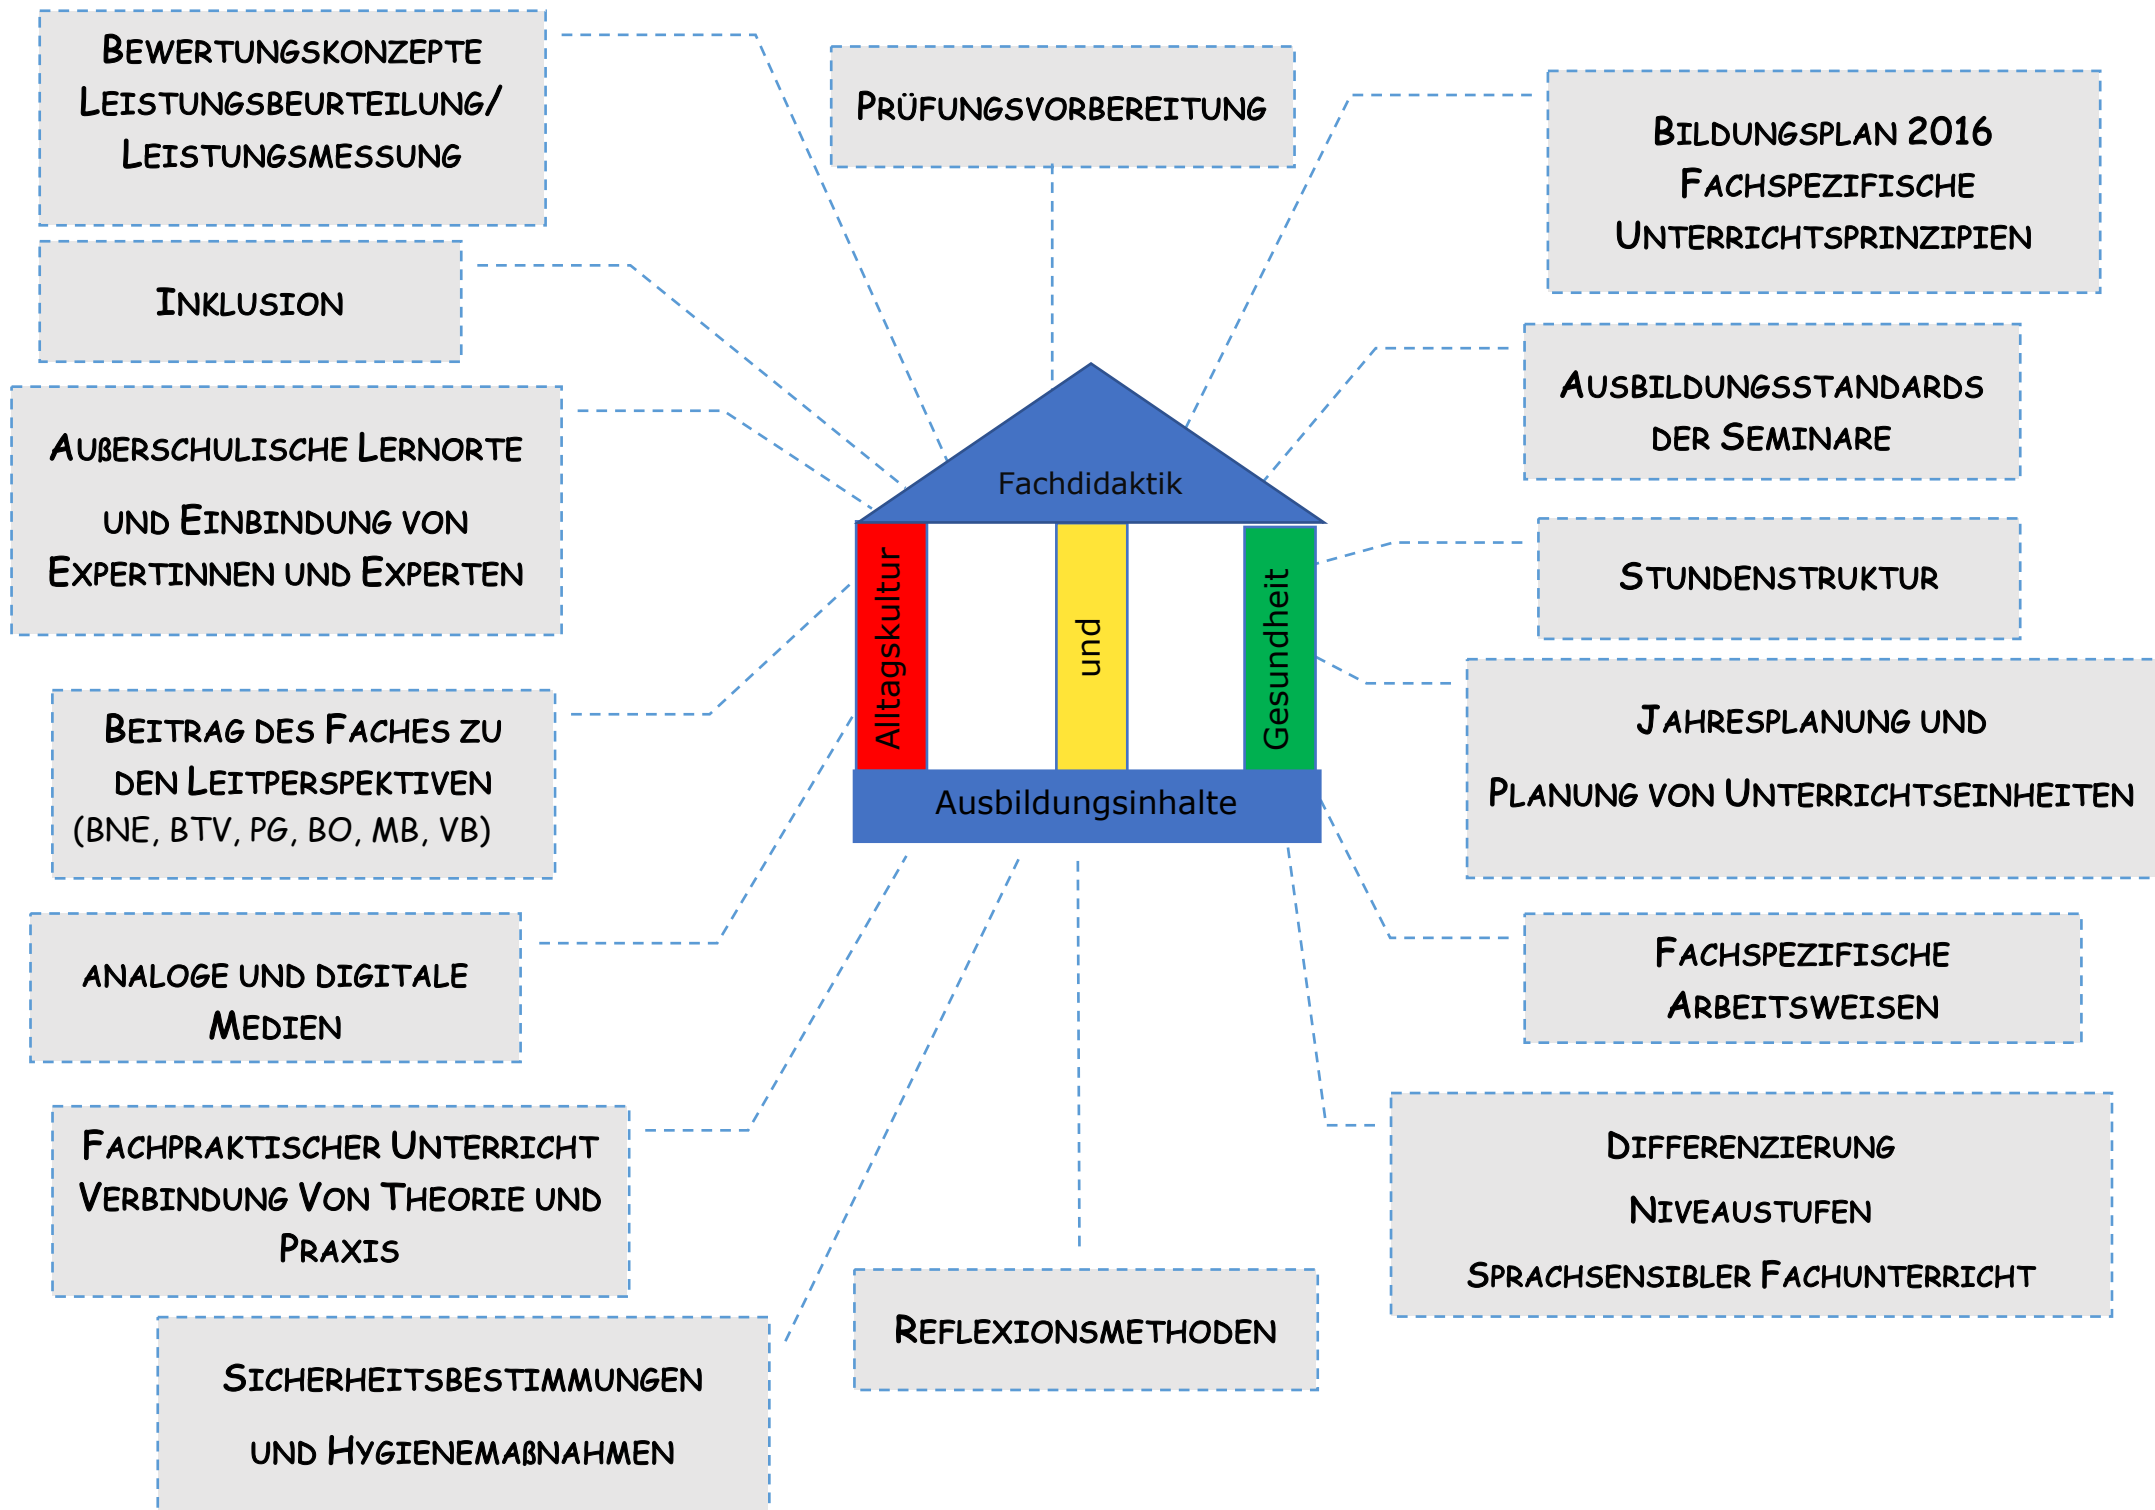 Bewertungskonzepte
Leistungsbeurteilung/
Leistungsmessung
Prüfungsvorbereitung
Bildungsplan 2016
Fachspezifische
Unterrichtsprinzipien
Inklusion
Ausbildungsstandards
der Seminare
Außerschulische Lernorte
und Einbindung von
Expertinnen und Experten
Fachdidaktik
Alltagskultur
und
Gesundheit
Ausbildungsinhalte
Stundenstruktur
Beitrag des Faches zu
den Leitperspektiven
(BNE, BTV, PG, BO, MB, VB)
Jahresplanung und
Planung von Unterrichtseinheiten
analoge und digitale
Medien
Fachspezifische
Arbeitsweisen
Fachpraktischer Unterricht
Verbindung Von Theorie und
Praxis
Differenzierung
Niveaustufen
sprachsensibler Fachunterricht
Reflexionsmethoden
Sicherheitsbestimmungen
und Hygienemaßnahmen